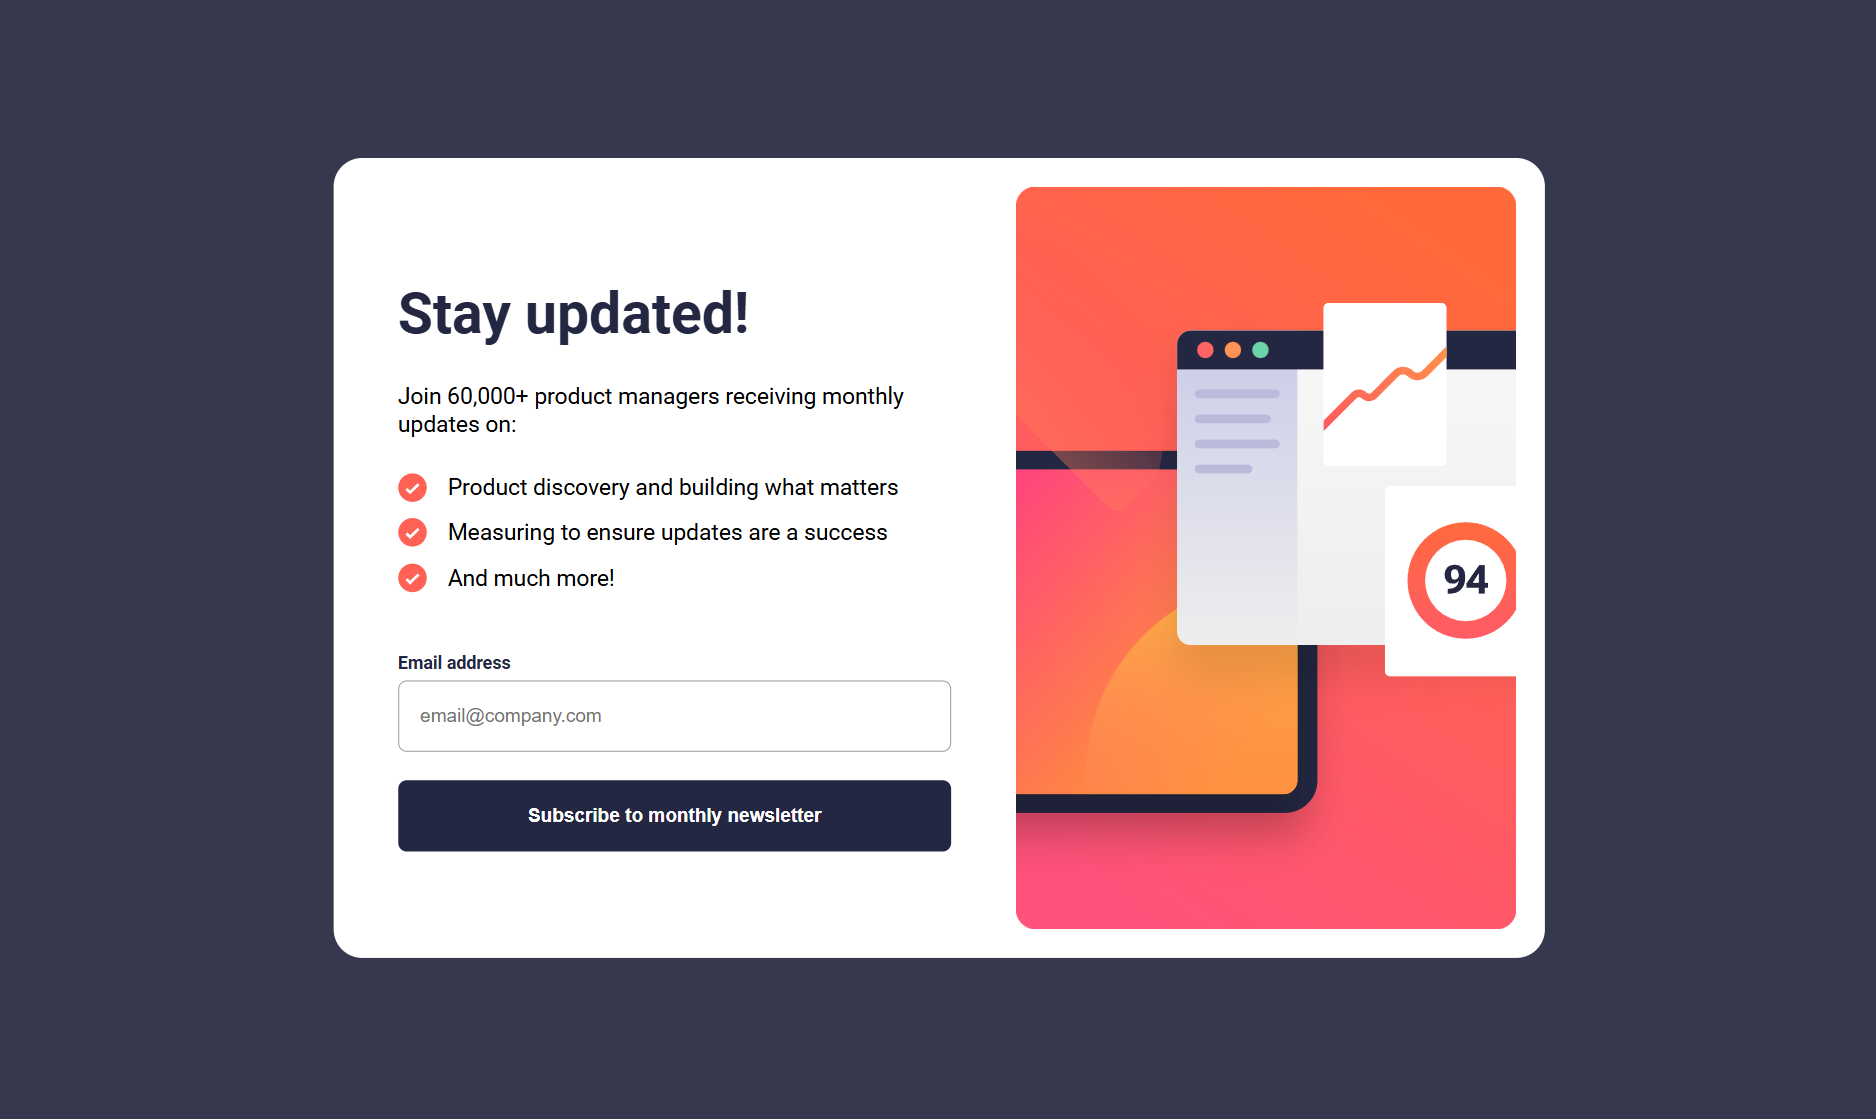 Stay updated!
Join 60,000+ product managers receiving monthly
updates on:
Product discovery and building what matters
Measuring to ensure updates are a success
And much more!
Email address
email@company.com
Subscribe to monthly newsletter
94